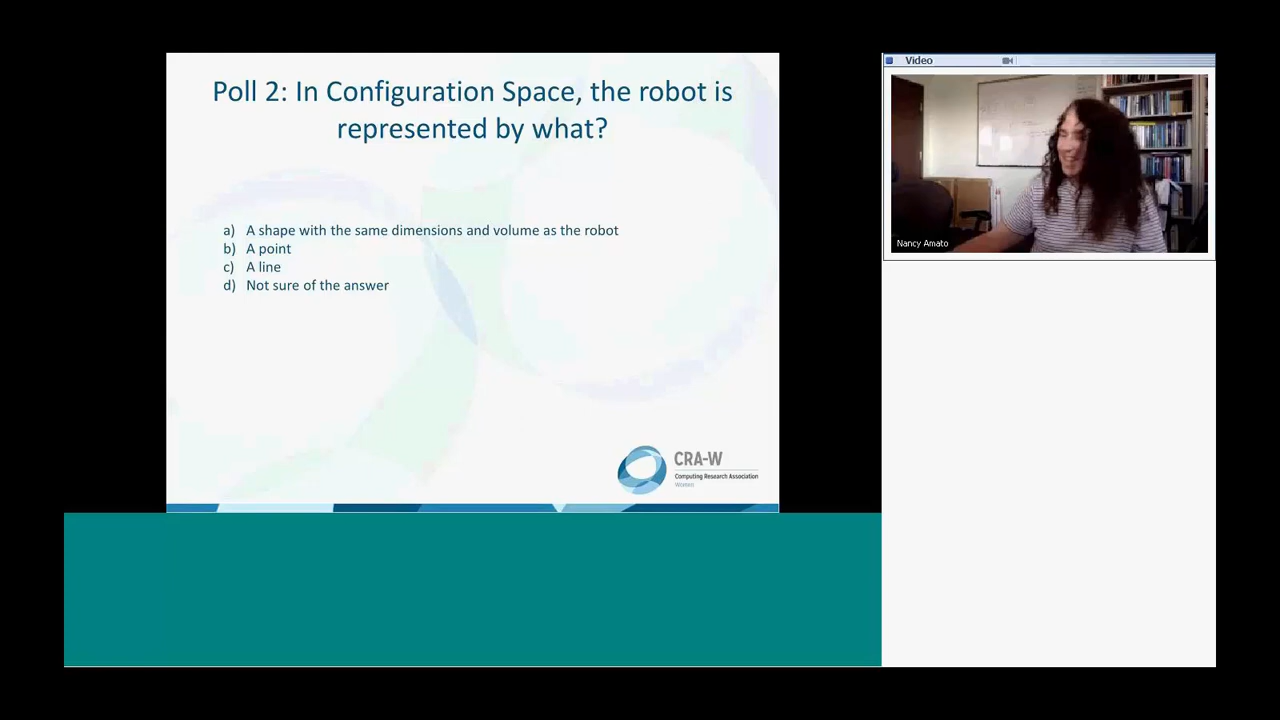 Poll 2: In Configuration Space, the robot is
represented by what?
a) A shape with the same dimensions and volume as the robot
b) A point
c) A line
d) Not sure of the answer
CRA-W
Computing Research Association
Women
Video
Nancy Amato